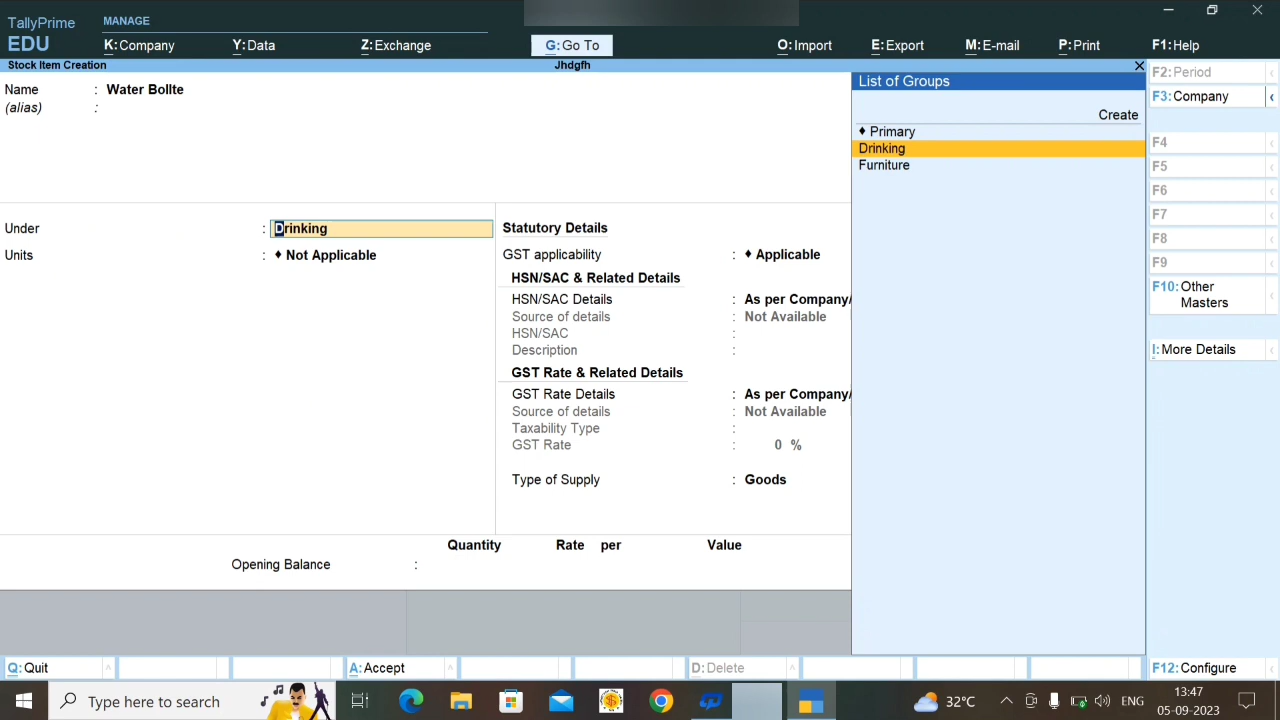 TallyPrime MANAGE
EDU K:Company Y:Data Z:Exchange G:Go To O:Import E:Export M:E-mail P:Print F1:Help
Stock Item Creation Jhdgfh
Name : Water Bollte
(alias) :
Under : Drinking
Units : ♦ Not Applicable
Statutory Details
GST applicability : ♦ Applicable
HSN/SAC & Related Details
HSN/SAC Details : As per Company/
Source of details : Not Available
HSN/SAC :
Description :
GST Rate & Related Details
GST Rate Details : As per Company/
Source of details : Not Available
Taxability Type :
GST Rate : 0 %
Type of Supply : Goods
Quantity Rate per Value
Opening Balance :
List of Groups
Create
♦ Primary
Drinking
Furniture
F2: Period
F3: Company
F4
F5
F6
F7
F8
F9
F10: Other
Masters
I: More Details
Q: Quit A: Accept D: Delete F12: Configure
Type here to search 32°C ENG 13:47
05-09-2023